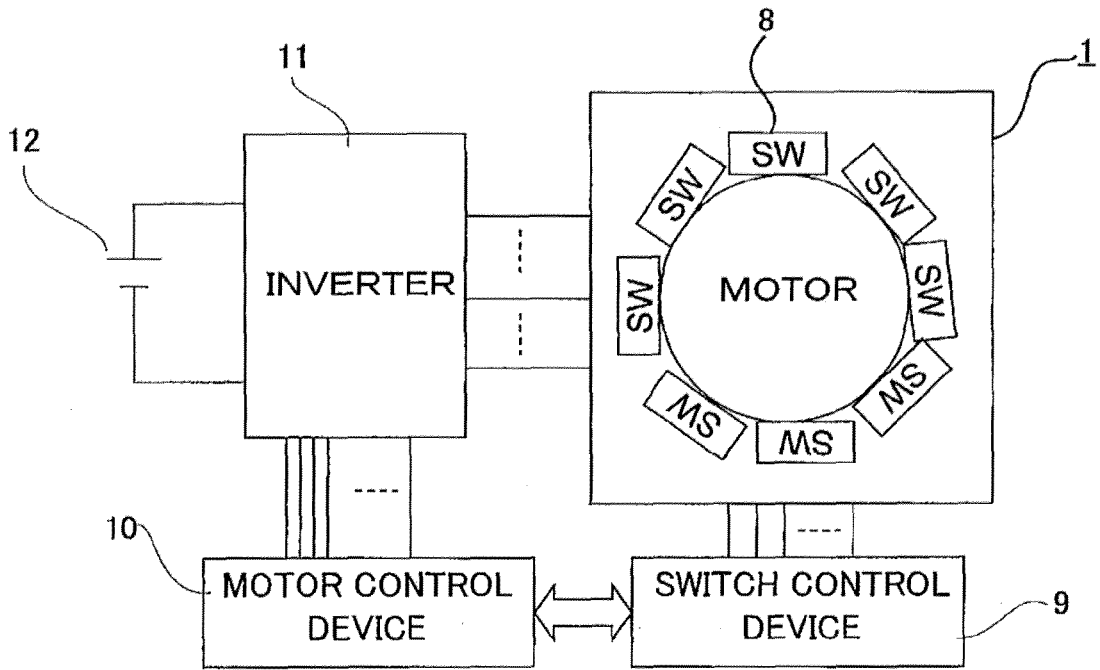 8
1
11
12
SW
SW
SW
SW
SW
SW
SW
SW
INVERTER
MOTOR
10
MOTOR CONTROL
DEVICE
SWITCH CONTROL
DEVICE
9